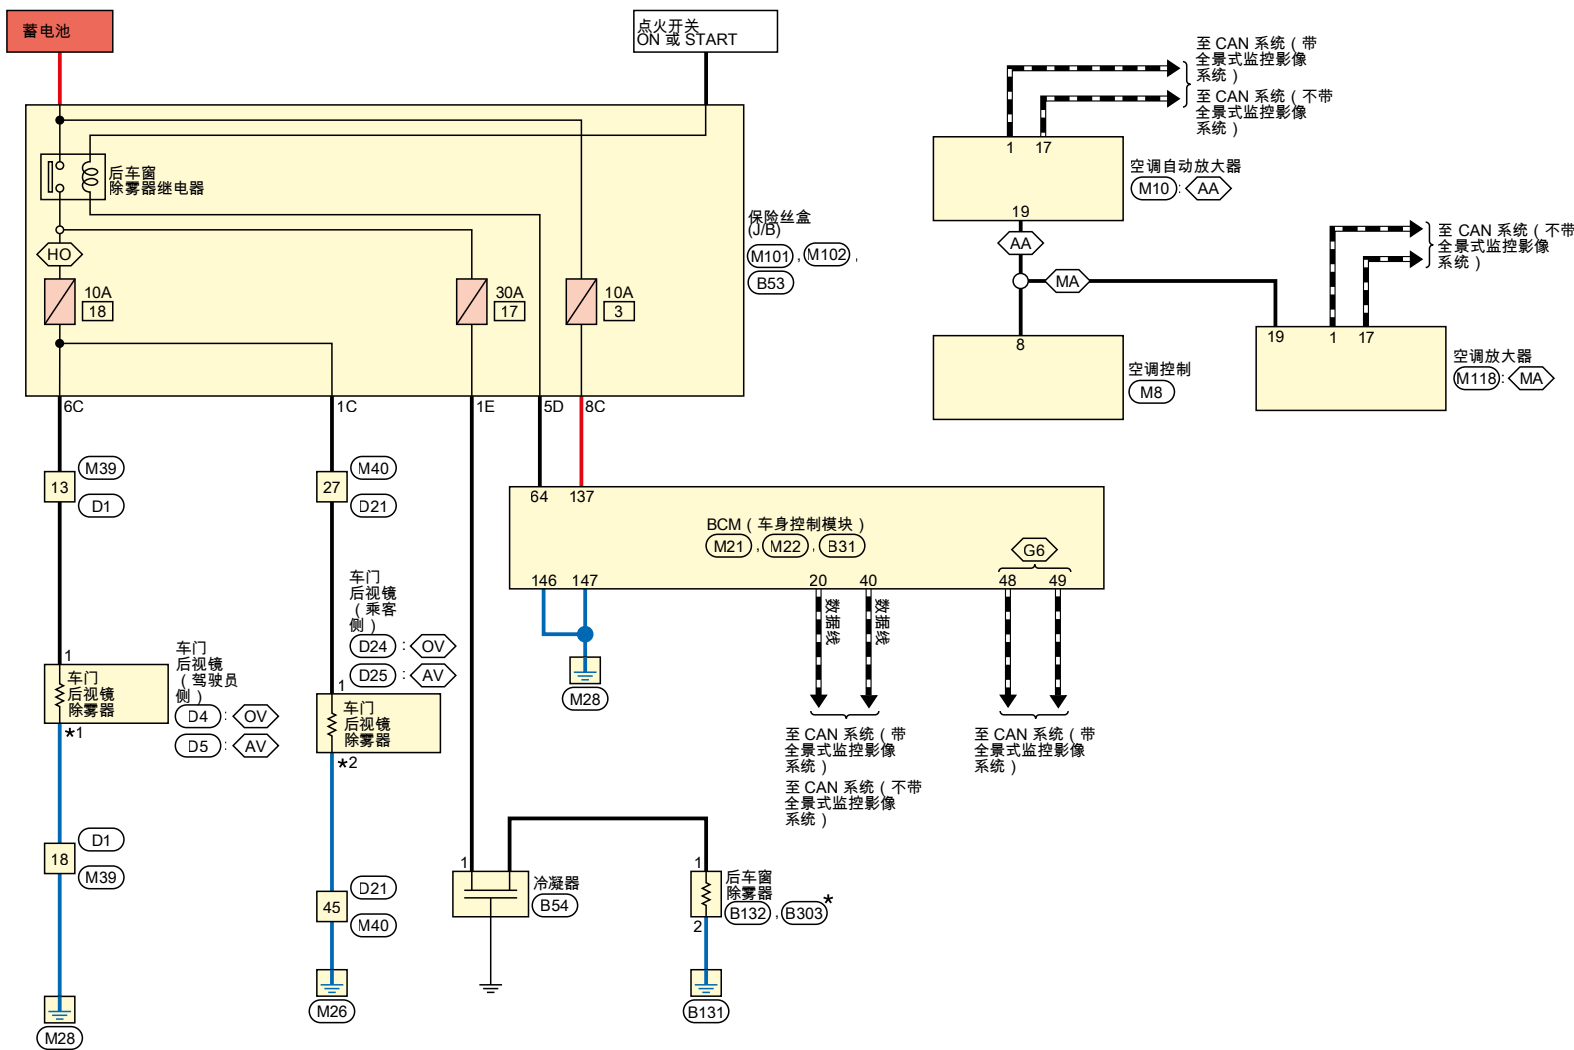 蓄电池
点火开关
ON 或 START
后车窗
除雾器继电器
保险丝盒
(J/B)
M101 , M102 ,
B53
HO
10A
18
30A
17
10A
3
6C
1C
1E
5D
8C
至 CAN 系统（带
全景式监控影像
系统）
至 CAN 系统（不带
全景式监控影像
系统）
1
17
空调自动放大器
M10 : AA
19
AA
MA
8
空调控制
M8
至 CAN 系统（不带
全景式监控影像
系统）
19
1
17
空调放大器
M118 : MA
M39
13
D1
M40
27
D21
64
137
BCM（车身控制模块）
M21 , M22 , B31
G6
146
147
20
40
48
49
数据线
数据线
M28
至 CAN 系统（带
全景式监控影像
系统）
至 CAN 系统（不带
全景式监控影像
系统）
至 CAN 系统（带
全景式监控影像
系统）
车门
后视镜
（乘客
侧）
D24 : OV
D25 : AV
1
车门
后视镜
除雾器
★2
车门
后视镜
（驾驶员
侧）
D4 : OV
D5 : AV
1
车门
后视镜
除雾器
★1
D1
18
M39
M28
D21
45
M40
M26
1
冷凝器
B54
1
后车窗
除雾器
B132 , B303★
2
B131